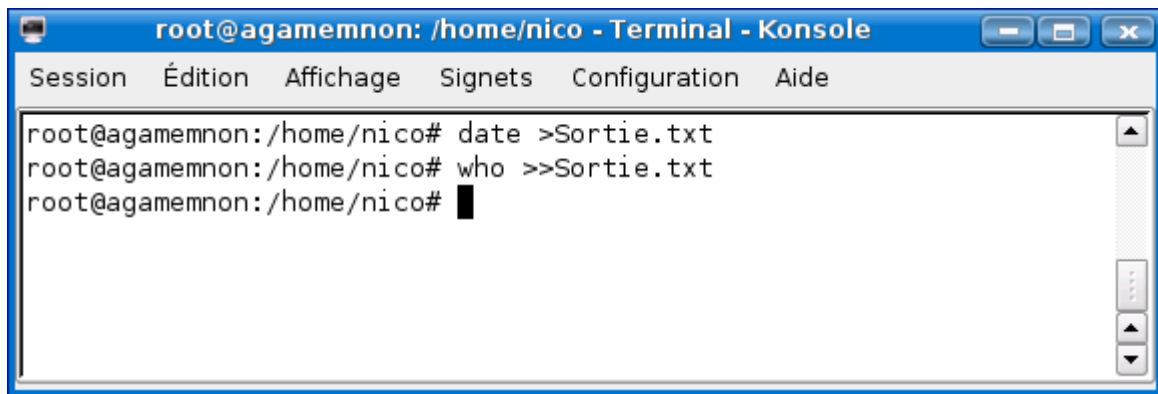 root@agamemnon: /home/nico - Terminal - Konsole
Session Édition Affichage Signets Configuration Aide
root@agamemnon:/home/nico# date >Sortie.txt
root@agamemnon:/home/nico# who >>Sortie.txt
root@agamemnon:/home/nico#